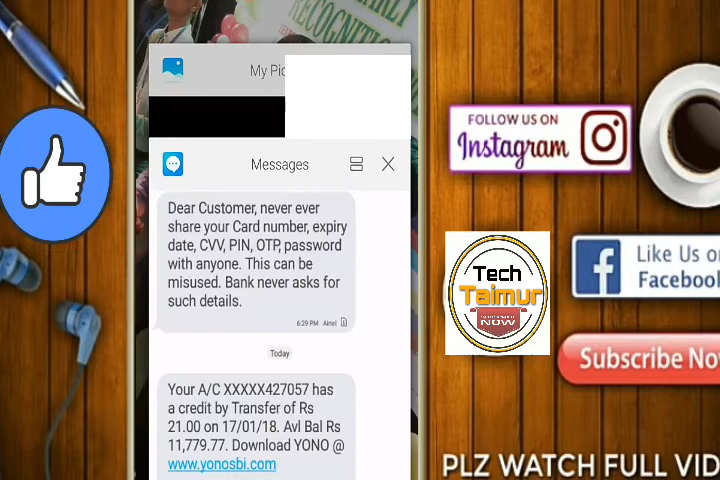 EARLY
RECOGNITION
My Pic
Messages
Dear Customer, never ever
share your Card number, expiry
date, CVV, PIN, OTP, password
with anyone. This can be
misused. Bank never asks for
such details.
6:29 PM Airtel
Today
Your A/C XXXXX427057 has
a credit by Transfer of Rs
21.00 on 17/01/18. Avl Bal Rs
11,779.77. Download YONO @
www.yonosbi.com
FOLLOW US ON
Instagram
Tech
Taimur
NOW
Like Us on
Facebook
Subscribe Now
PLZ WATCH FULL VID